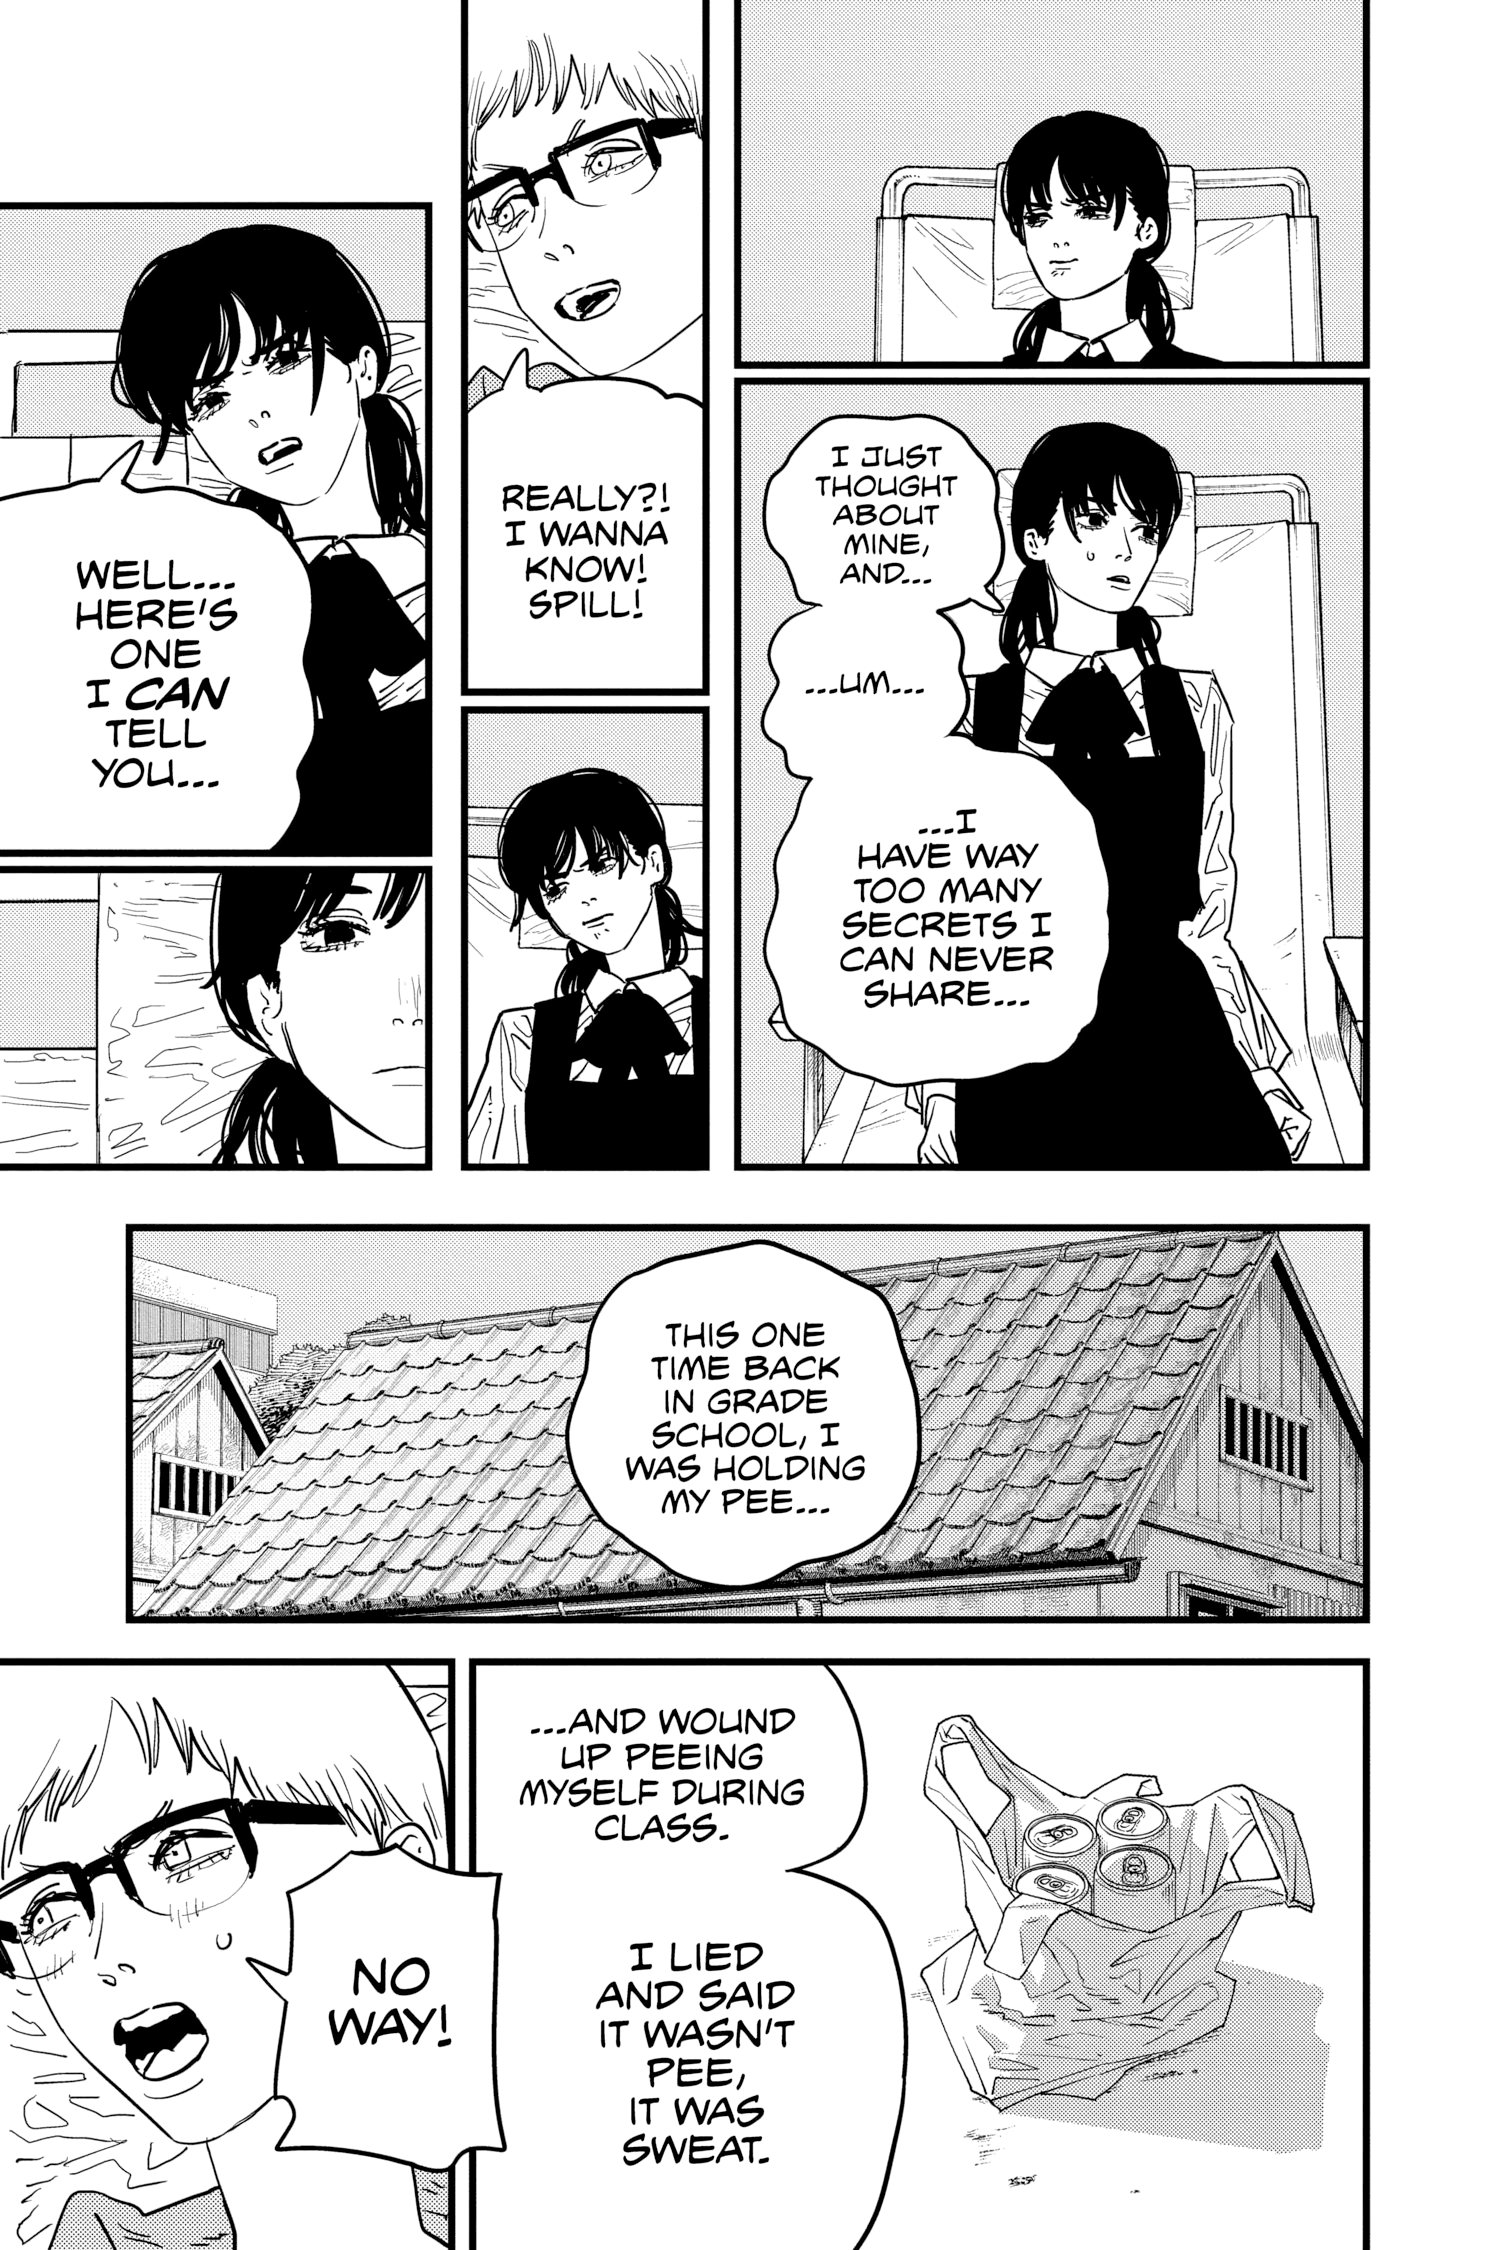 I JUST
THOUGHT
ABOUT
MINE,
AND...
...UM...
...I
HAVE WAY
TOO MANY
SECRETS I
CAN NEVER
SHARE...
REALLY?!
I WANNA
KNOW!
SPILL!
WELL...
HERE'S
ONE
I CAN
TELL
YOU...
THIS ONE
TIME BACK
IN GRADE
SCHOOL, I
WAS HOLDING
MY PEE...
...AND WOUND
UP PEEING
MYSELF DURING
CLASS.
I LIED
AND SAID
IT WASN'T
PEE,
IT WAS
SWEAT.
NO
WAY!